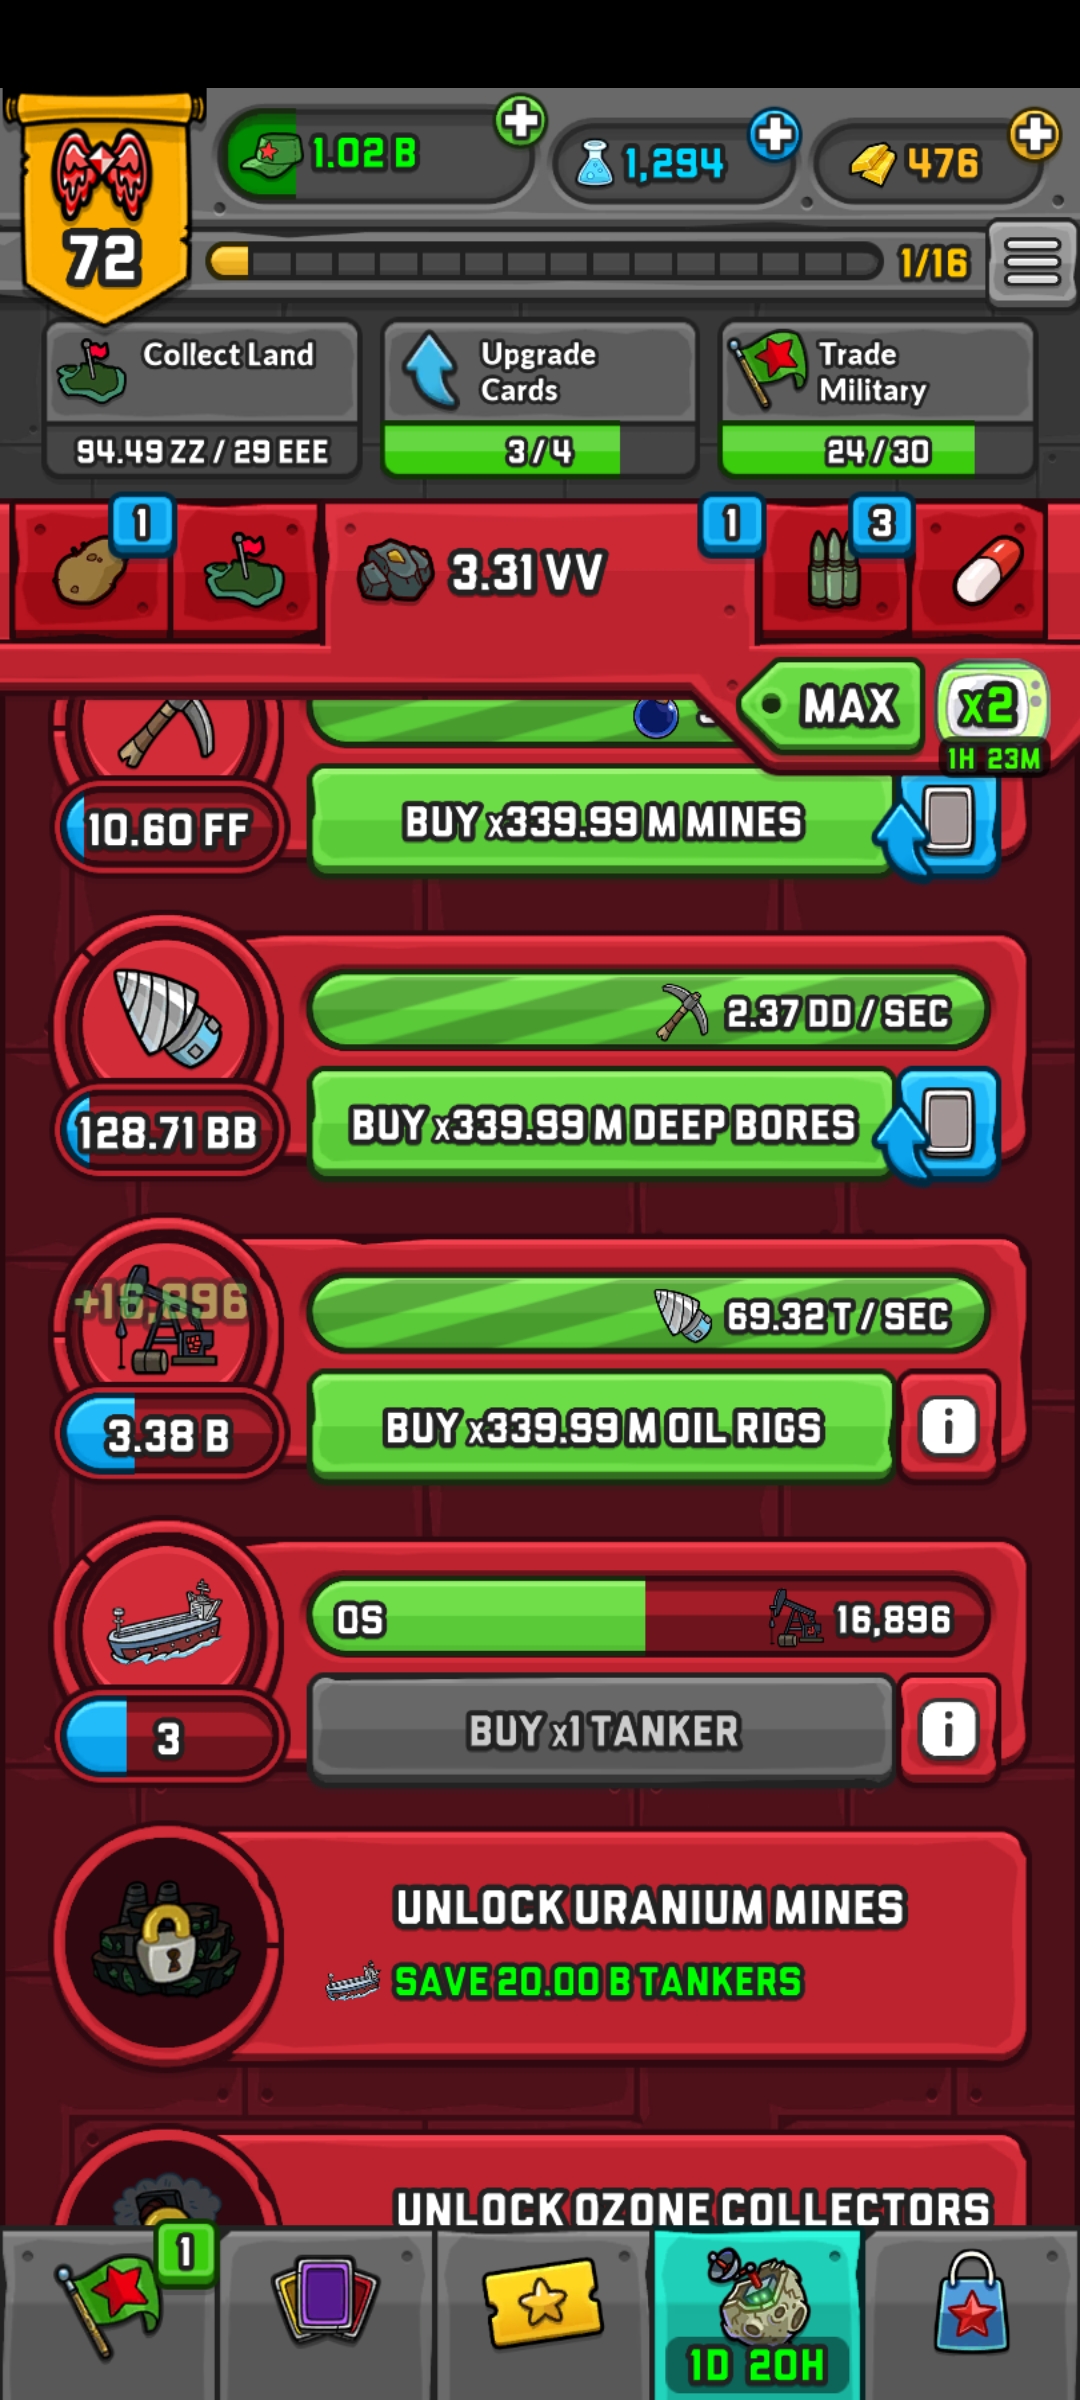 1.02 B
1,294
476
72
1/16
Collect Land
94.49 ZZ / 29 EEE
Upgrade
Cards
3/4
Trade
Military
24/30
1
3.31 VV
1
3
MAX
x2
1H 23M
10.60 FF
BUY x339.99 M MINES
2.37 DD / SEC
128.71 BB
BUY x339.99 M DEEP BORES
+16,896
69.32 T / SEC
3.38 B
BUY x339.99 M OIL RIGS
i
0S
16,896
3
BUY x1 TANKER
i
UNLOCK URANIUM MINES
SAVE 20.00 B TANKERS
UNLOCK OZONE COLLECTORS
1
1D 20H